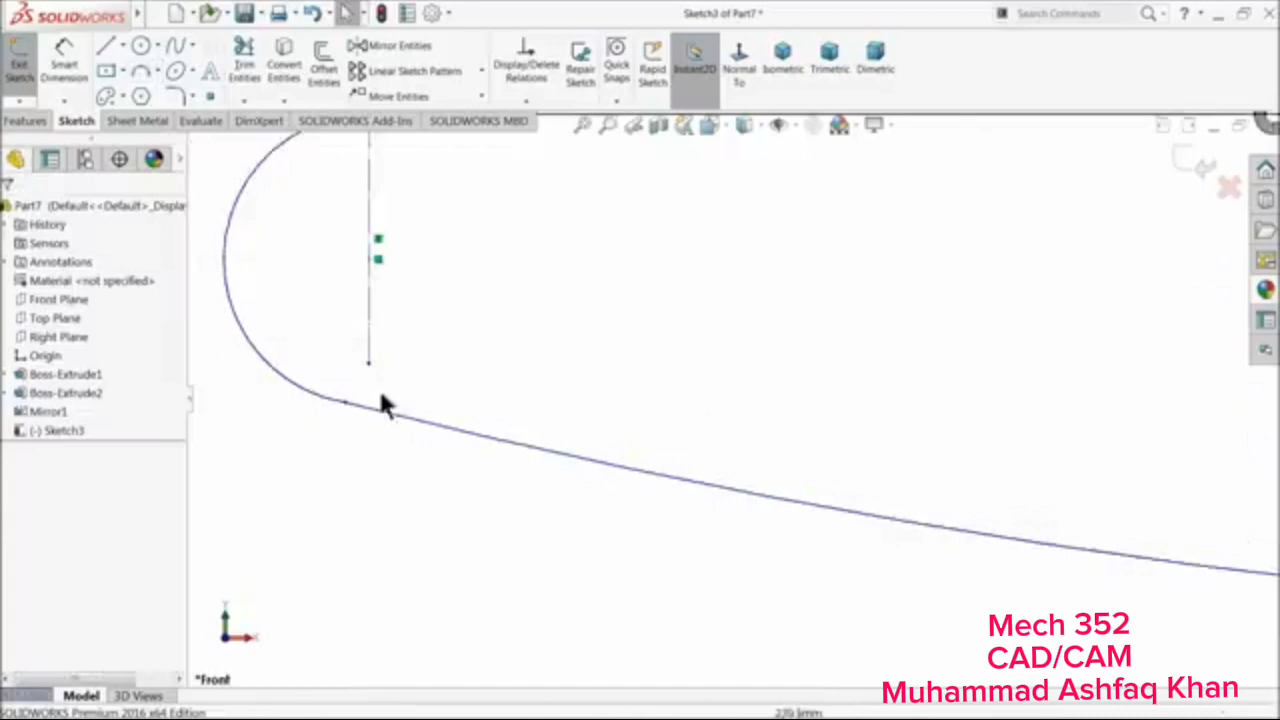 SOLIDWORKS
Sketch3 of Part7 *
Search Commands
?
Exit Sketch
Smart Dimension
Trim Entities
Convert Entities
Offset Entities
Mirror Entities
Linear Sketch Pattern
Move Entities
Display/Delete Relations
Repair Sketch
Quick Snaps
Rapid Sketch
Instant2D
Normal To
Isometric
Trimetric
Dimetric
Features
Sketch
Sheet Metal
Evaluate
DimXpert
SOLIDWORKS Add-Ins
SOLIDWORKS MBD
Part7 (Default<<Default>_Displa
History
Sensors
Annotations
Material <not specified>
Front Plane
Top Plane
Right Plane
Origin
Boss-Extrude1
Boss-Extrude2
Mirror1
(-) Sketch3
Y
X
*Front
Mech 352
CAD/CAM
Muhammad Ashfaq Khan
Model
3D Views
SOLIDWORKS Premium 2016 x64 Edition